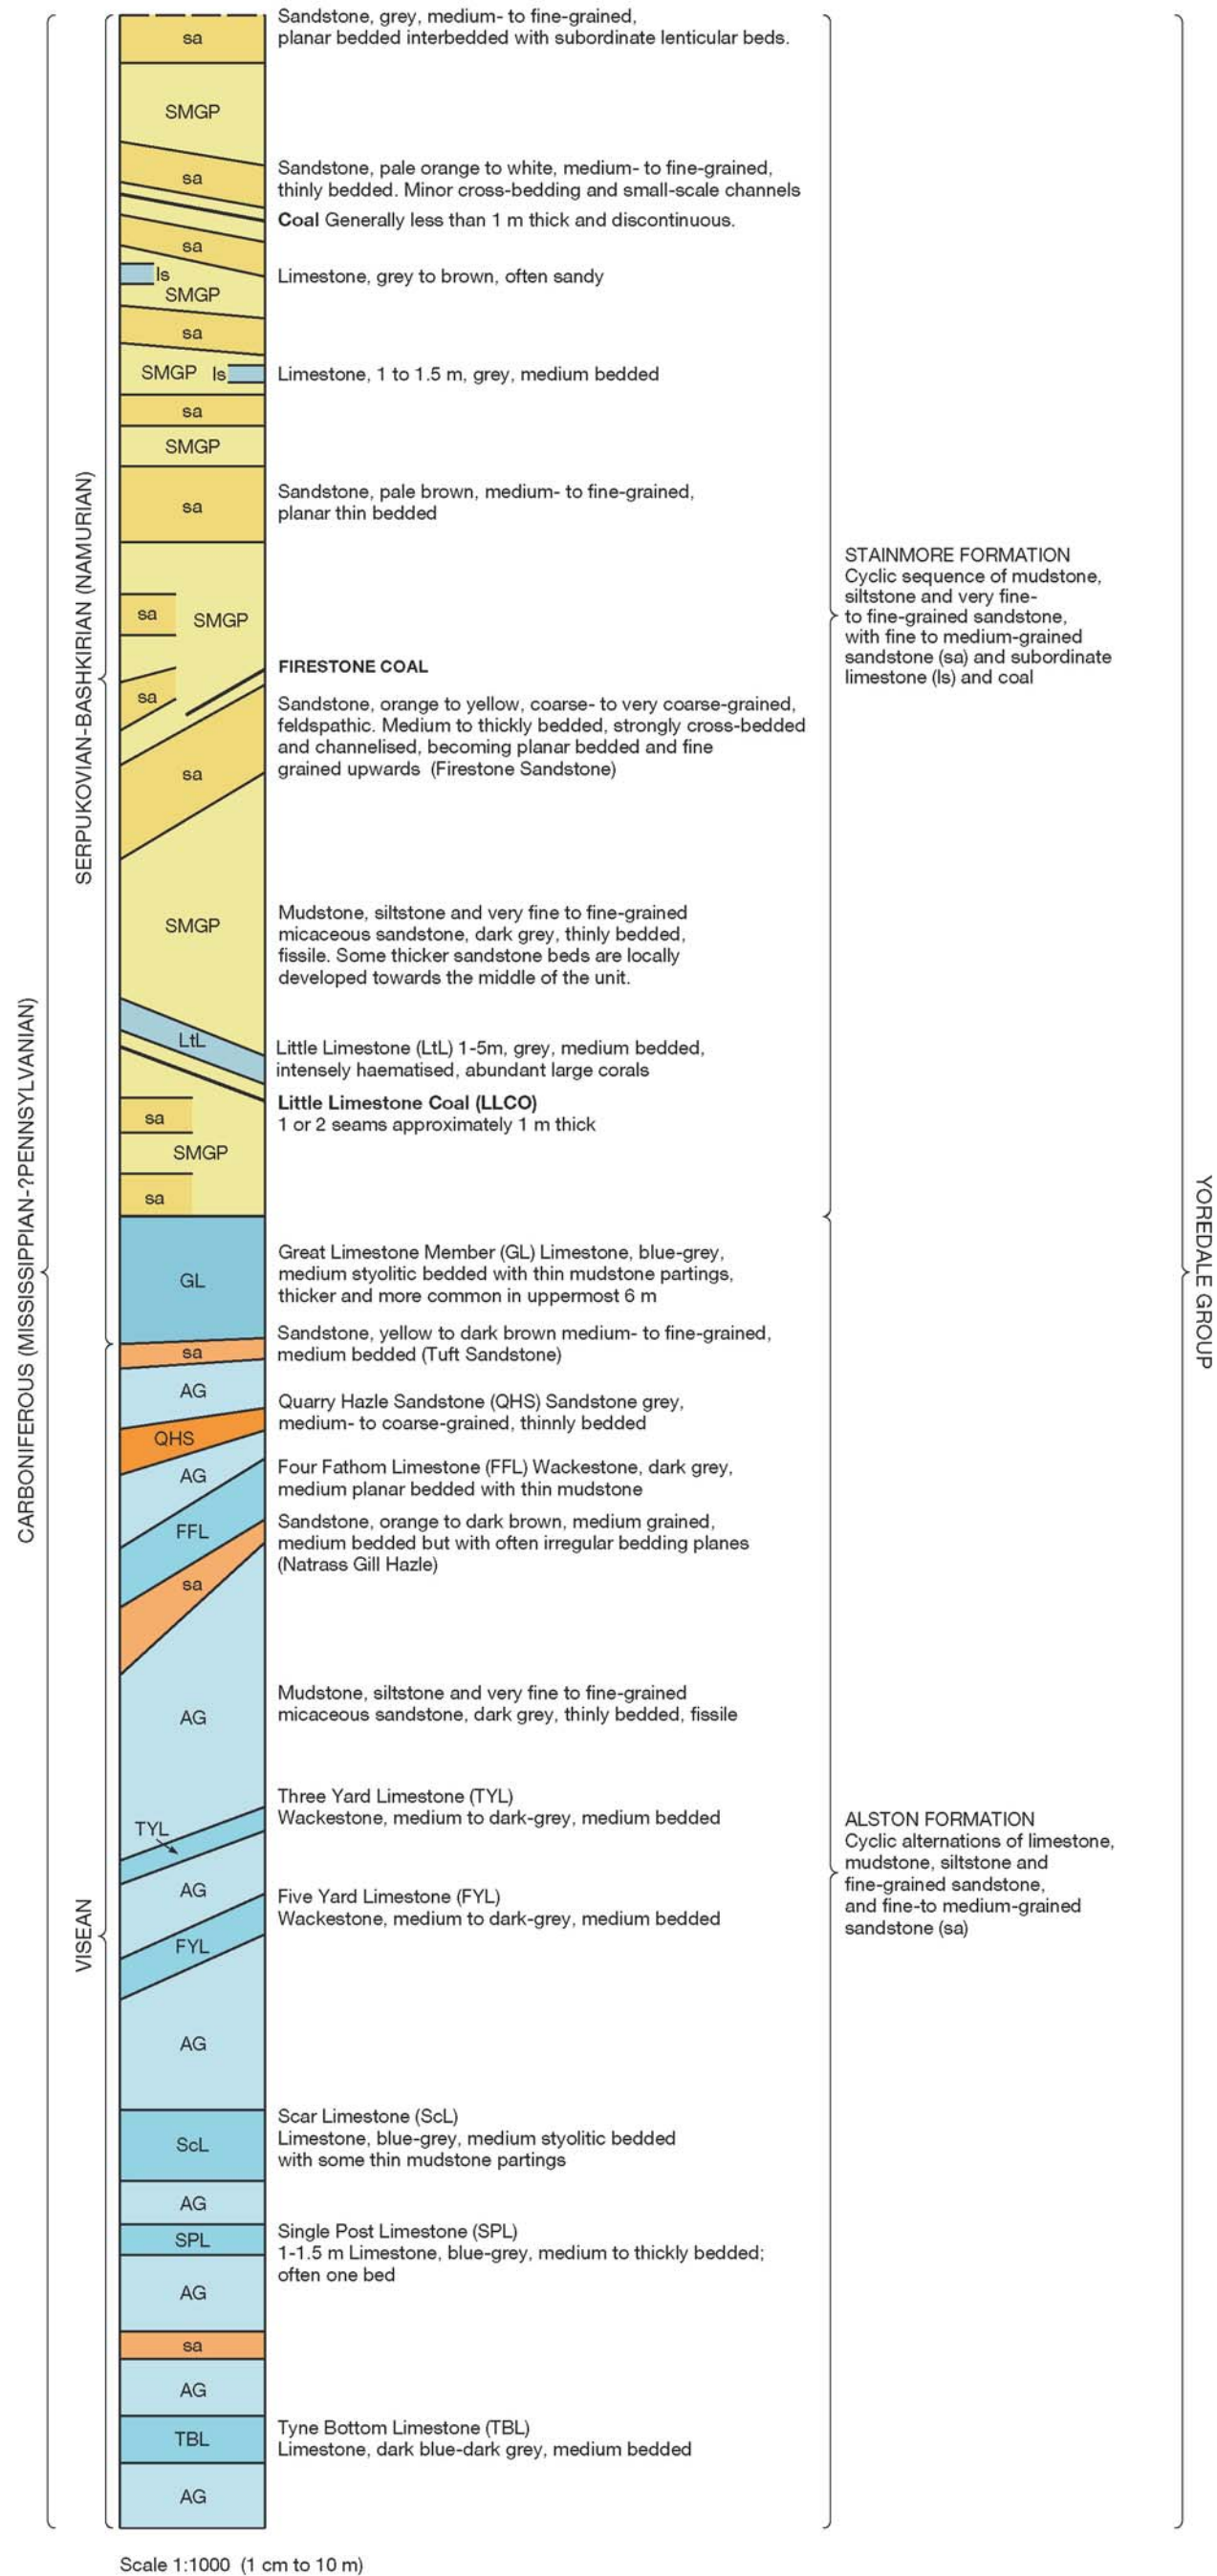 Sandstone, grey, medium- to fine-grained,
planar bedded interbedded with subordinate lenticular beds.
sa
SMGP
Sandstone, pale orange to white, medium- to fine-grained,
thinly bedded. Minor cross-bedding and small-scale channels
sa
Coal Generally less than 1 m thick and discontinuous.
sa
ls
Limestone, grey to brown, often sandy
SMGP
sa
SMGP ls
Limestone, 1 to 1.5 m, grey, medium bedded
sa
SMGP
Sandstone, pale brown, medium- to fine-grained,
planar thin bedded
sa
sa
SMGP
FIRESTONE COAL
sa
Sandstone, orange to yellow, coarse- to very coarse-grained,
feldspathic. Medium to thickly bedded, strongly cross-bedded
and channelised, becoming planar bedded and fine
grained upwards (Firestone Sandstone)
sa
SMGP
Mudstone, siltstone and very fine to fine-grained
micaceous sandstone, dark grey, thinly bedded,
fissile. Some thicker sandstone beds are locally
developed towards the middle of the unit.
LtL
Little Limestone (LtL) 1-5m, grey, medium bedded,
intensely haematised, abundant large corals
Little Limestone Coal (LLCO)
1 or 2 seams approximately 1 m thick
sa
SMGP
sa
GL
Great Limestone Member (GL) Limestone, blue-grey,
medium styolitic bedded with thin mudstone partings,
thicker and more common in uppermost 6 m
Sandstone, yellow to dark brown medium- to fine-grained,
medium bedded (Tuft Sandstone)
sa
AG
Quarry Hazle Sandstone (QHS) Sandstone grey,
medium- to coarse-grained, thinnly bedded
QHS
AG
Four Fathom Limestone (FFL) Wackestone, dark grey,
medium planar bedded with thin mudstone
FFL
Sandstone, orange to dark brown, medium grained,
medium bedded but with often irregular bedding planes
(Natrass Gill Hazle)
sa
AG
Mudstone, siltstone and very fine to fine-grained
micaceous sandstone, dark grey, thinly bedded, fissile
Three Yard Limestone (TYL)
Wackestone, medium to dark-grey, medium bedded
TYL
AG
Five Yard Limestone (FYL)
Wackestone, medium to dark-grey, medium bedded
FYL
AG
Scar Limestone (ScL)
Limestone, blue-grey, medium styolitic bedded
with some thin mudstone partings
ScL
AG
SPL
Single Post Limestone (SPL)
1-1.5 m Limestone, blue-grey, medium to thickly bedded;
often one bed
AG
sa
AG
TBL
Tyne Bottom Limestone (TBL)
Limestone, dark blue-dark grey, medium bedded
AG
CARBONIFEROUS (MISSISSIPPIAN-?PENNSYLVANIAN)
SERPUKOVIAN-BASHKIRIAN (NAMURIAN)
VISEAN
STAINMORE FORMATION
Cyclic sequence of mudstone,
siltstone and very fine-
to fine-grained sandstone,
with fine to medium-grained
sandstone (sa) and subordinate
limestone (ls) and coal
ALSTON FORMATION
Cyclic alternations of limestone,
mudstone, siltstone and
fine-grained sandstone,
and fine-to medium-grained
sandstone (sa)
YOREDALE GROUP
Scale 1:1000 (1 cm to 10 m)